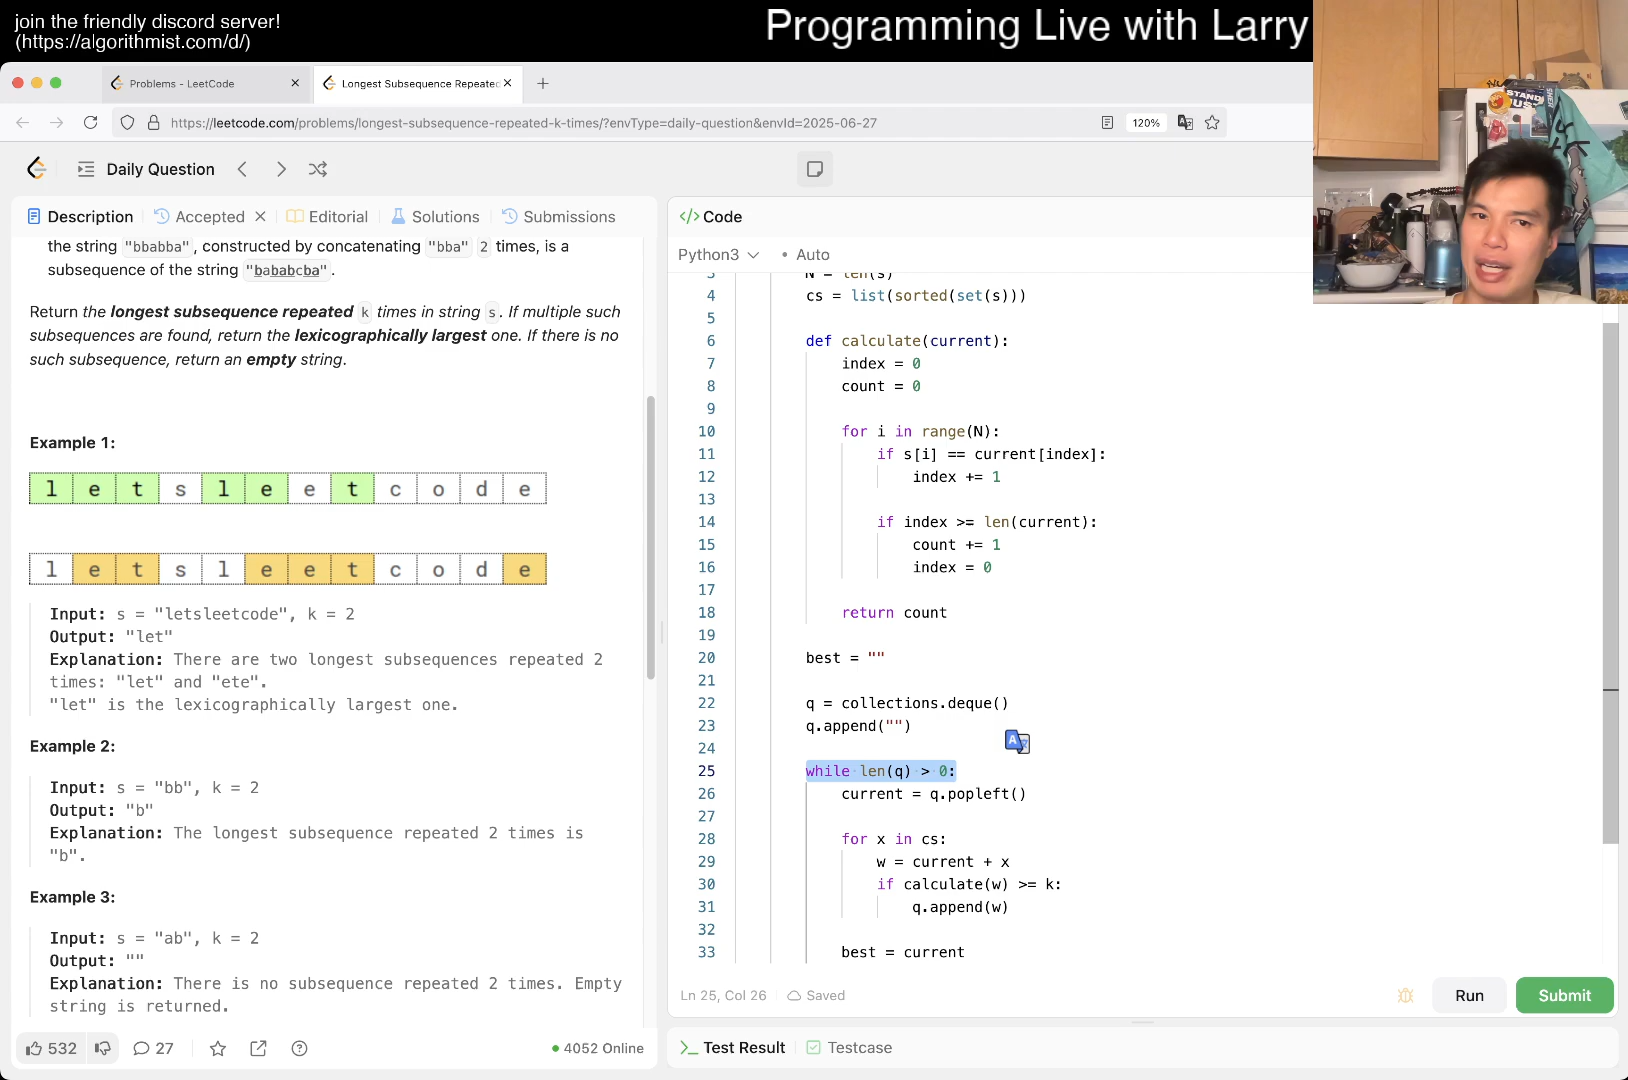 join the friendly discord server!
(https://algorithmist.com/d/)
Programming Live with Larry
Problems - LeetCode
Longest Subsequence Repeated
https://leetcode.com/problems/longest-subsequence-repeated-k-times/?envType=daily-question&envId=2025-06-27
120%
Daily Question
Description
Accepted
Editorial
Solutions
Submissions
the string "bbabba", constructed by concatenating "bba" 2 times, is a
subsequence of the string "bababcba".
Return the longest subsequence repeated k times in string s. If multiple such
subsequences are found, return the lexicographically largest one. If there is no
such subsequence, return an empty string.
Example 1:
l e t s l e e t c o d e
l e t s l e e t c o d e
Input: s = "letsleetcode", k = 2
Output: "let"
Explanation: There are two longest subsequences repeated 2
times: "let" and "ete".
"let" is the lexicographically largest one.
Example 2:
Input: s = "bb", k = 2
Output: "b"
Explanation: The longest subsequence repeated 2 times is
"b".
Example 3:
Input: s = "ab", k = 2
Output: ""
Explanation: There is no subsequence repeated 2 times. Empty
string is returned.
532
27
4052 Online
</> Code
Python3
Auto
3 N = len(s)
4 cs = list(sorted(set(s)))
5
6 def calculate(current):
7 index = 0
8 count = 0
9
10 for i in range(N):
11 if s[i] == current[index]:
12 index += 1
13
14 if index >= len(current):
15 count += 1
16 index = 0
17
18 return count
19
20 best = ""
21
22 q = collections.deque()
23 q.append("")
24
25 while len(q) > 0:
26 current = q.popleft()
27
28 for x in cs:
29 w = current + x
30 if calculate(w) >= k:
31 q.append(w)
32
33 best = current
Ln 25, Col 26
Saved
Run
Submit
Test Result
Testcase
STAND